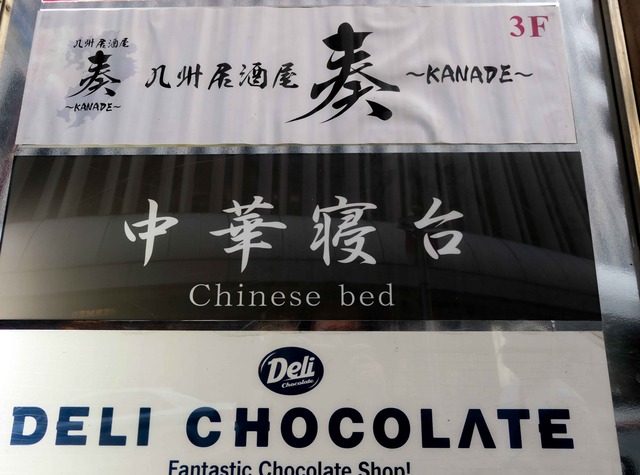 3F
九州居酒屋
奏
~KANADE~
九州居酒屋 奏 ~KANADE~
中華寝台
Chinese bed
Deli
Chocolate
DELI CHOCOLATE
Fantastic Chocolate Shop!